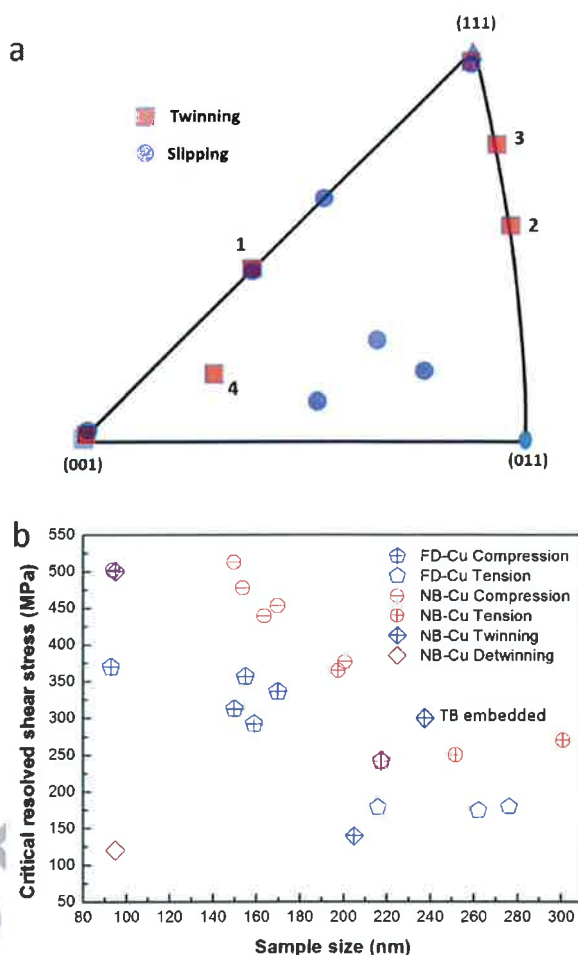 a
(111)
Twinning
Slipping
3
2
1
4
(001)
(011)
b
Critical resolved shear stress (MPa)
550
500
450
400
350
300
250
200
150
100
50
FD-Cu Compression
FD-Cu Tension
NB-Cu Compression
NB-Cu Tension
NB-Cu Twinning
NB-Cu Detwinning
TB embedded
80 100 120 140 160 180 200 220 240 260 280 300
Sample size (nm)